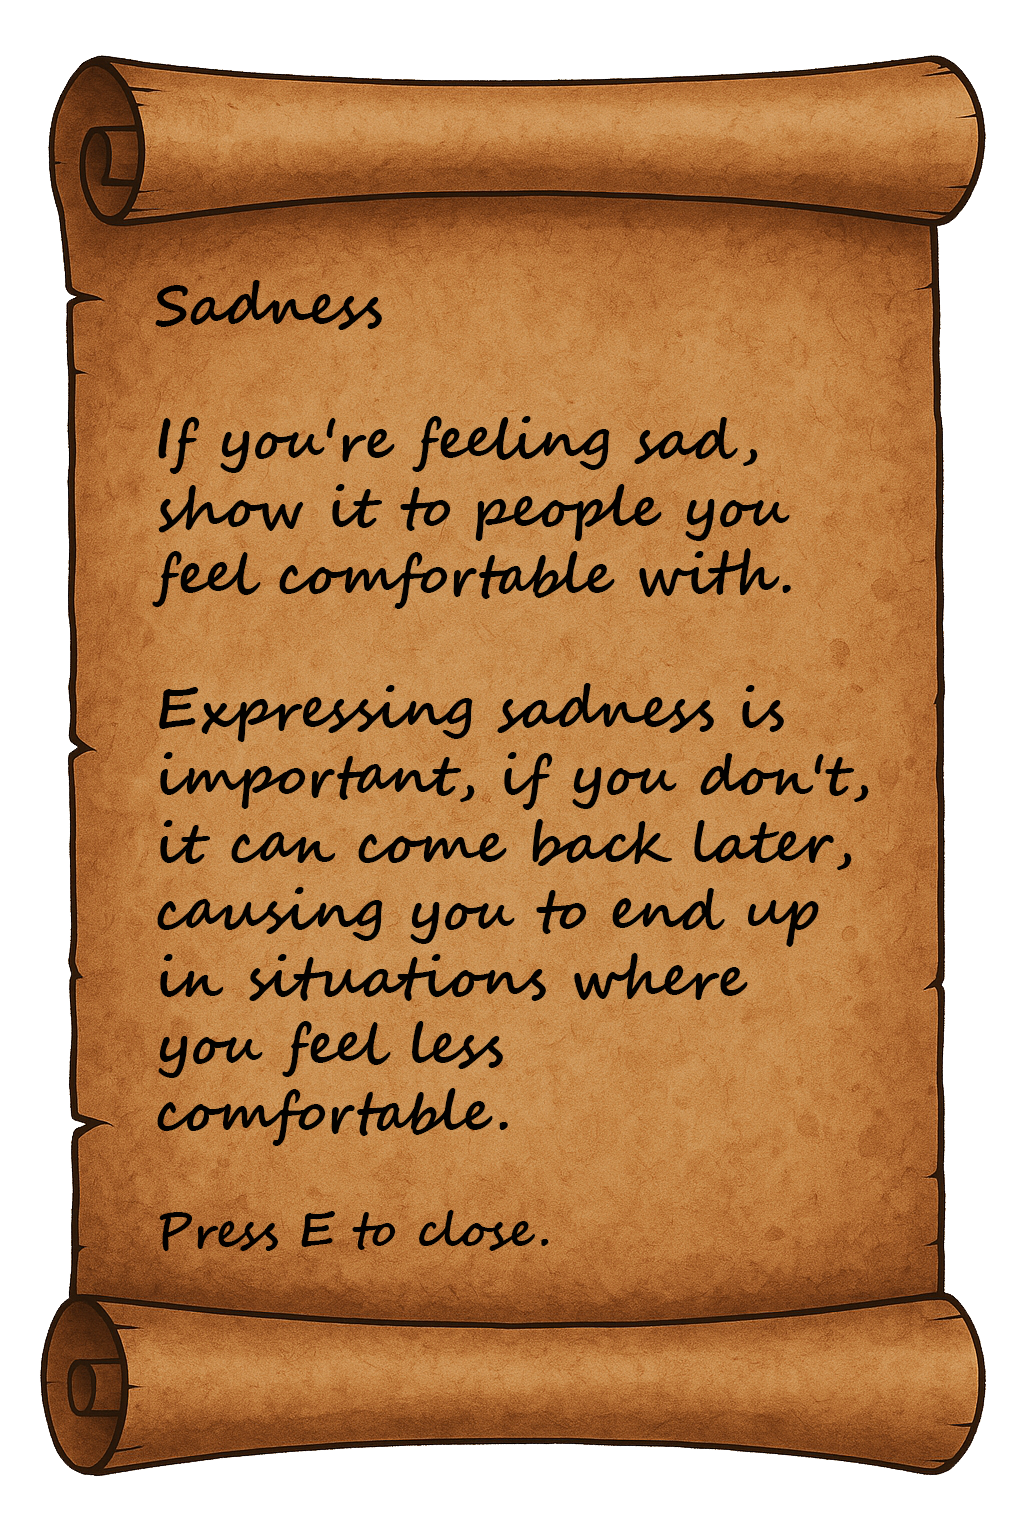 Sadness
If you're feeling sad,
show it to people you
feel comfortable with.
Expressing sadness is
important, if you don't,
it can come back later,
causing you to end up
in situations where
you feel less
comfortable.
Press E to close.